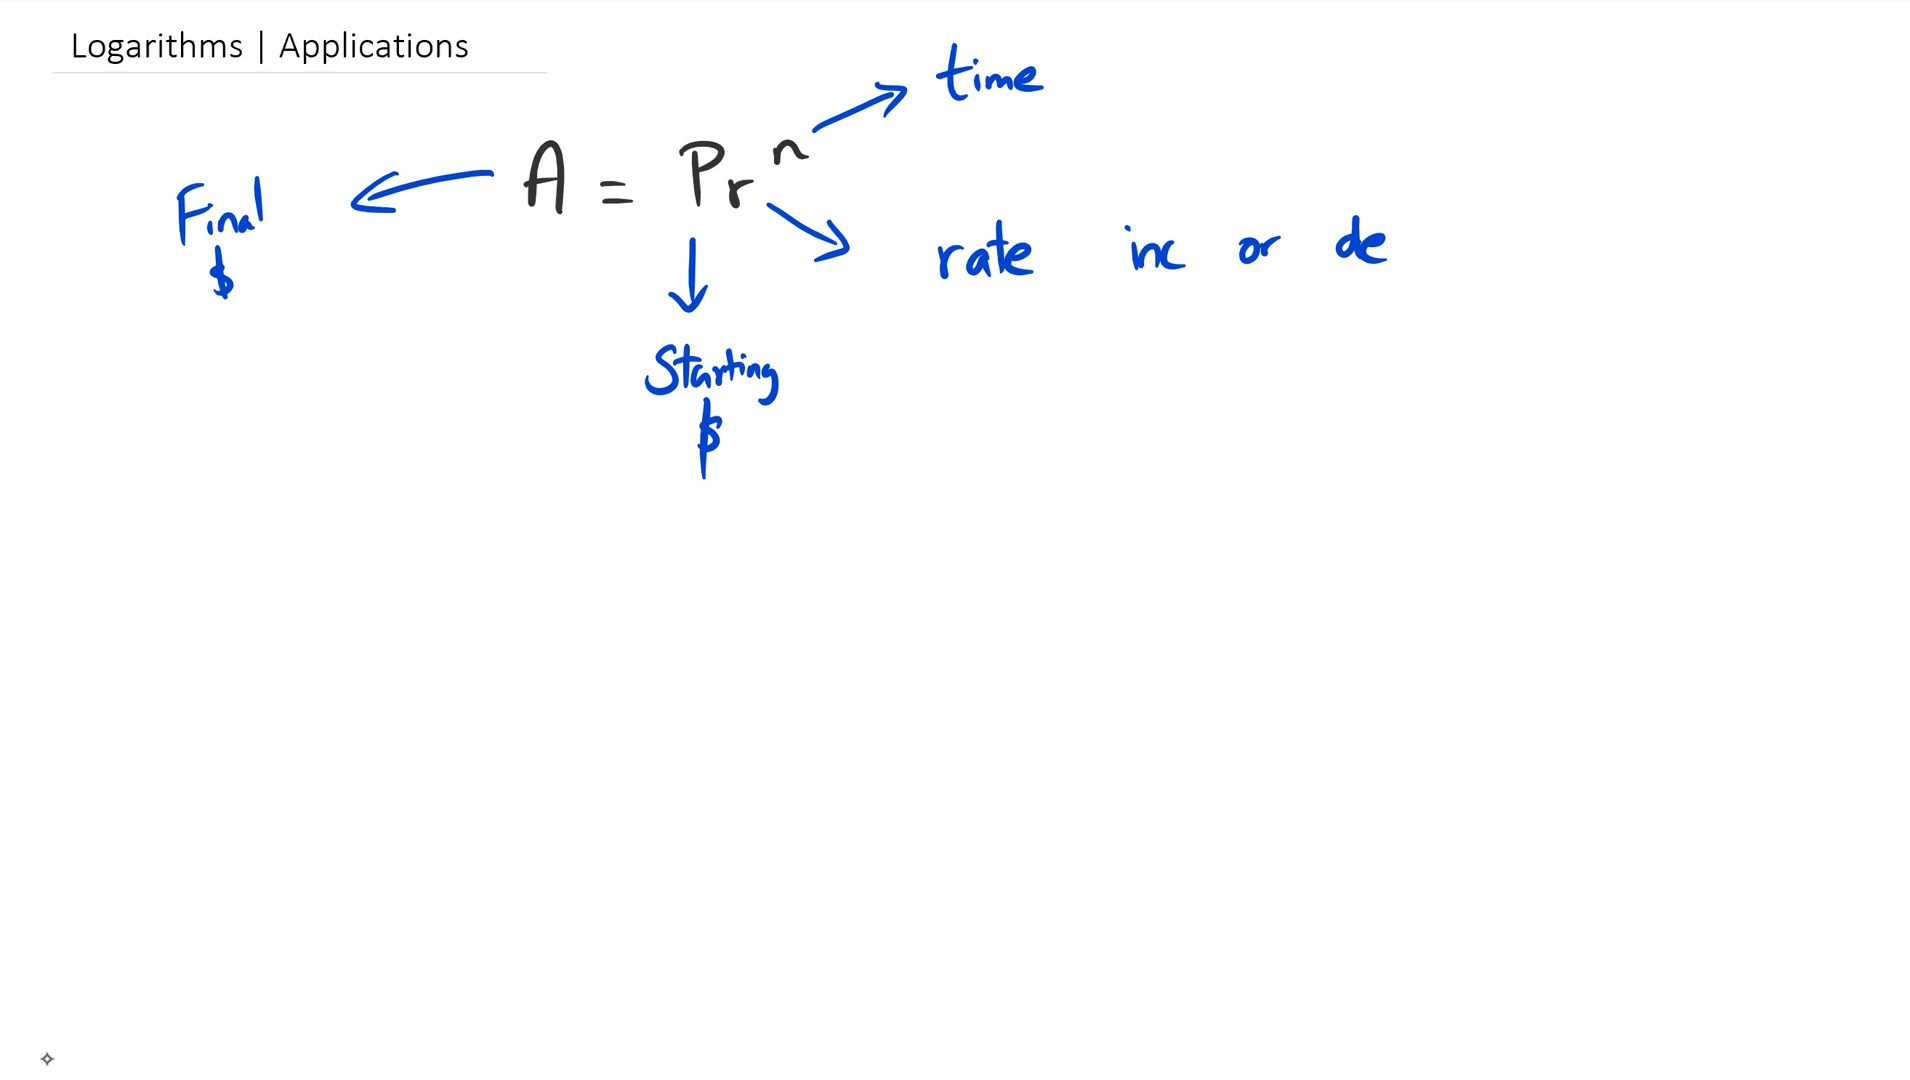 Logarithms | Applications
time
A = Pr^n
Final
$
rate inc or de
Starting
$